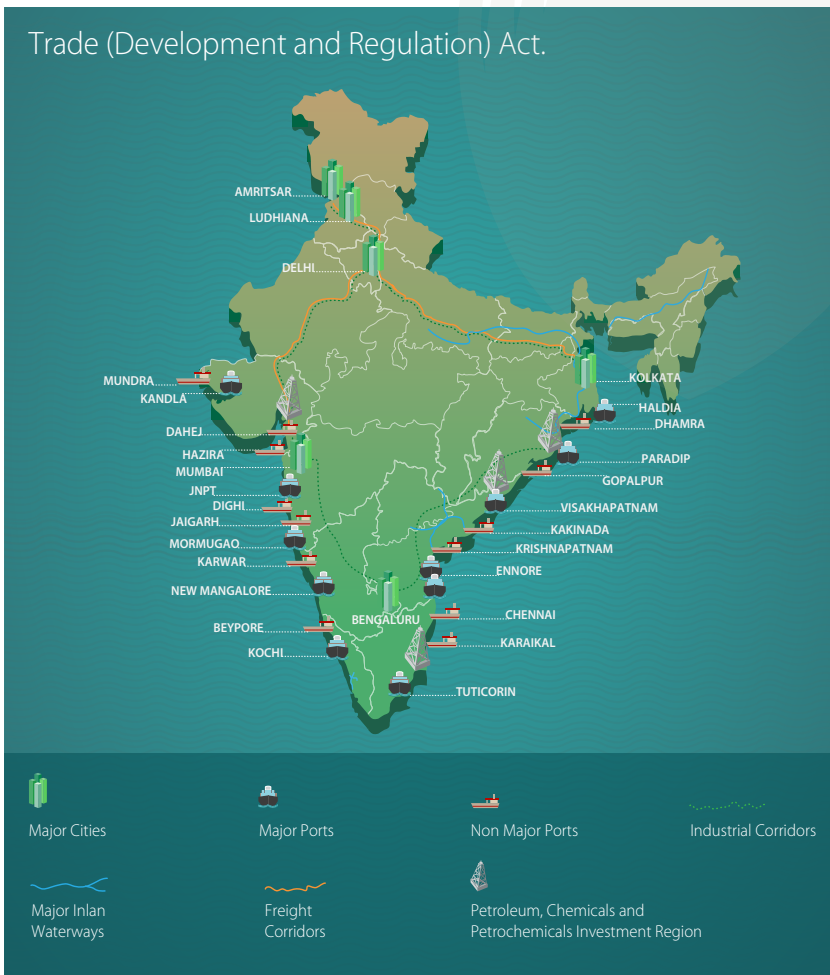 Trade (Development and Regulation) Act.
AMRITSAR
LUDHIANA
DELHI
MUNDRA
KANDLA
KOLKATA
HALDIA
DHAMRA
DAHEJ
HAZIRA
MUMBAI
PARADIP
GOPALPUR
JNPT
DIGHI
VISAKHAPATNAM
JAIGARH
KAKINADA
MORMUGAO
KRISHNAPATNAM
KARWAR
ENNORE
NEW MANGALORE
CHENNAI
BENGALURU
BEYPORE
KARAIKAL
KOCHI
TUTICORIN
Major Cities
Major Ports
Non Major Ports
Industrial Corridors
Major Inlan
Waterways
Freight
Corridors
Petroleum, Chemicals and
Petrochemicals Investment Region